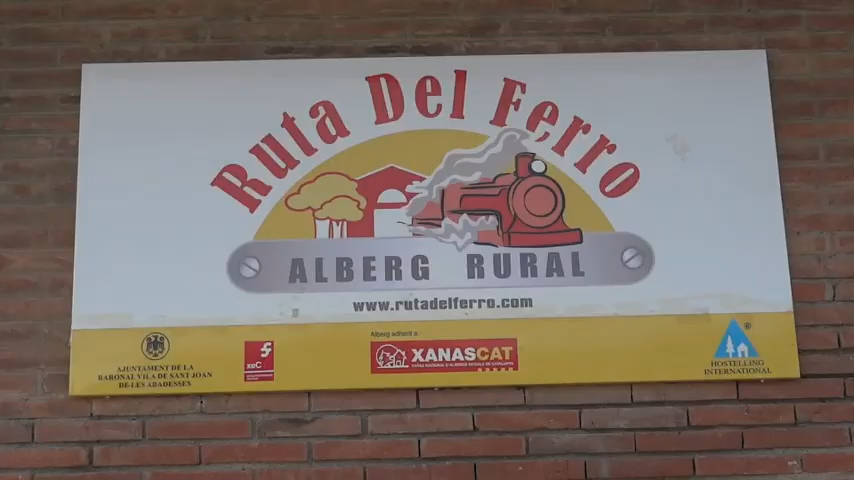 Ruta Del Ferro
ALBERG RURAL
www.rutadelferro.com
Alberg adherit a:
AJUNTAMENT DE LA
BARONAL VILA DE SANT JOAN
DE LES ABADESSES
xeC
XANASCAT
XARXA NACIONAL D'ALBERGS SOCIALS DE CATALUNYA
®
HOSTELLING
INTERNATIONAL